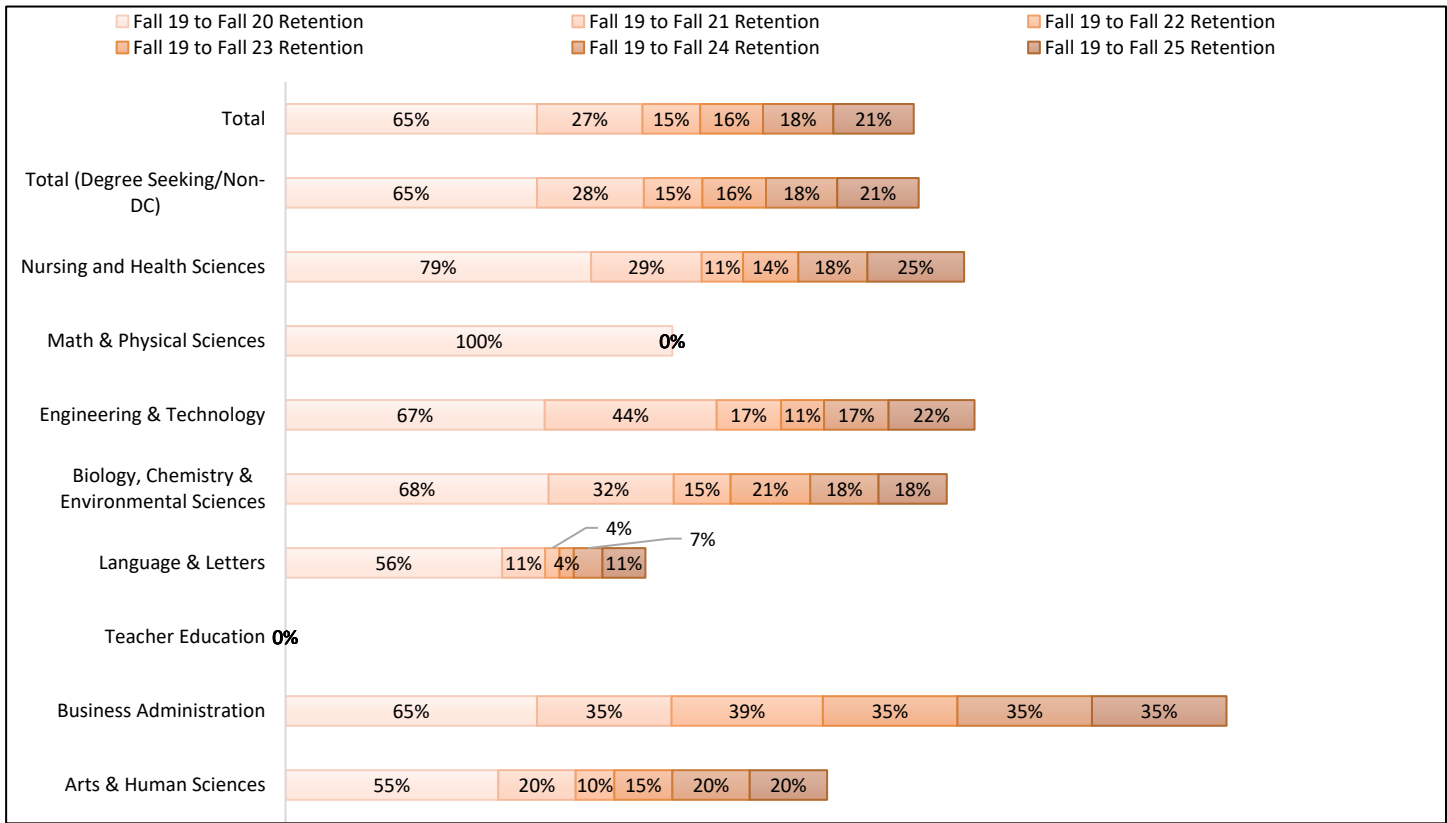 Fall 19 to Fall 20 Retention
Fall 19 to Fall 21 Retention
Fall 19 to Fall 22 Retention
Fall 19 to Fall 23 Retention
Fall 19 to Fall 24 Retention
Fall 19 to Fall 25 Retention
Total
65% 27% 15% 16% 18% 21%
Total (Degree Seeking/Non-
DC)
65% 28% 15% 16% 18% 21%
Nursing and Health Sciences
79% 29% 11% 14% 18% 25%
Math & Physical Sciences
100% 0%
Engineering & Technology
67% 44% 17% 11% 17% 22%
Biology, Chemistry &
Environmental Sciences
68% 32% 15% 21% 18% 18%
4%
7%
Language & Letters
56% 11% 4% 11%
Teacher Education
0%
Business Administration
65% 35% 39% 35% 35% 35%
Arts & Human Sciences
55% 20% 10% 15% 20% 20%